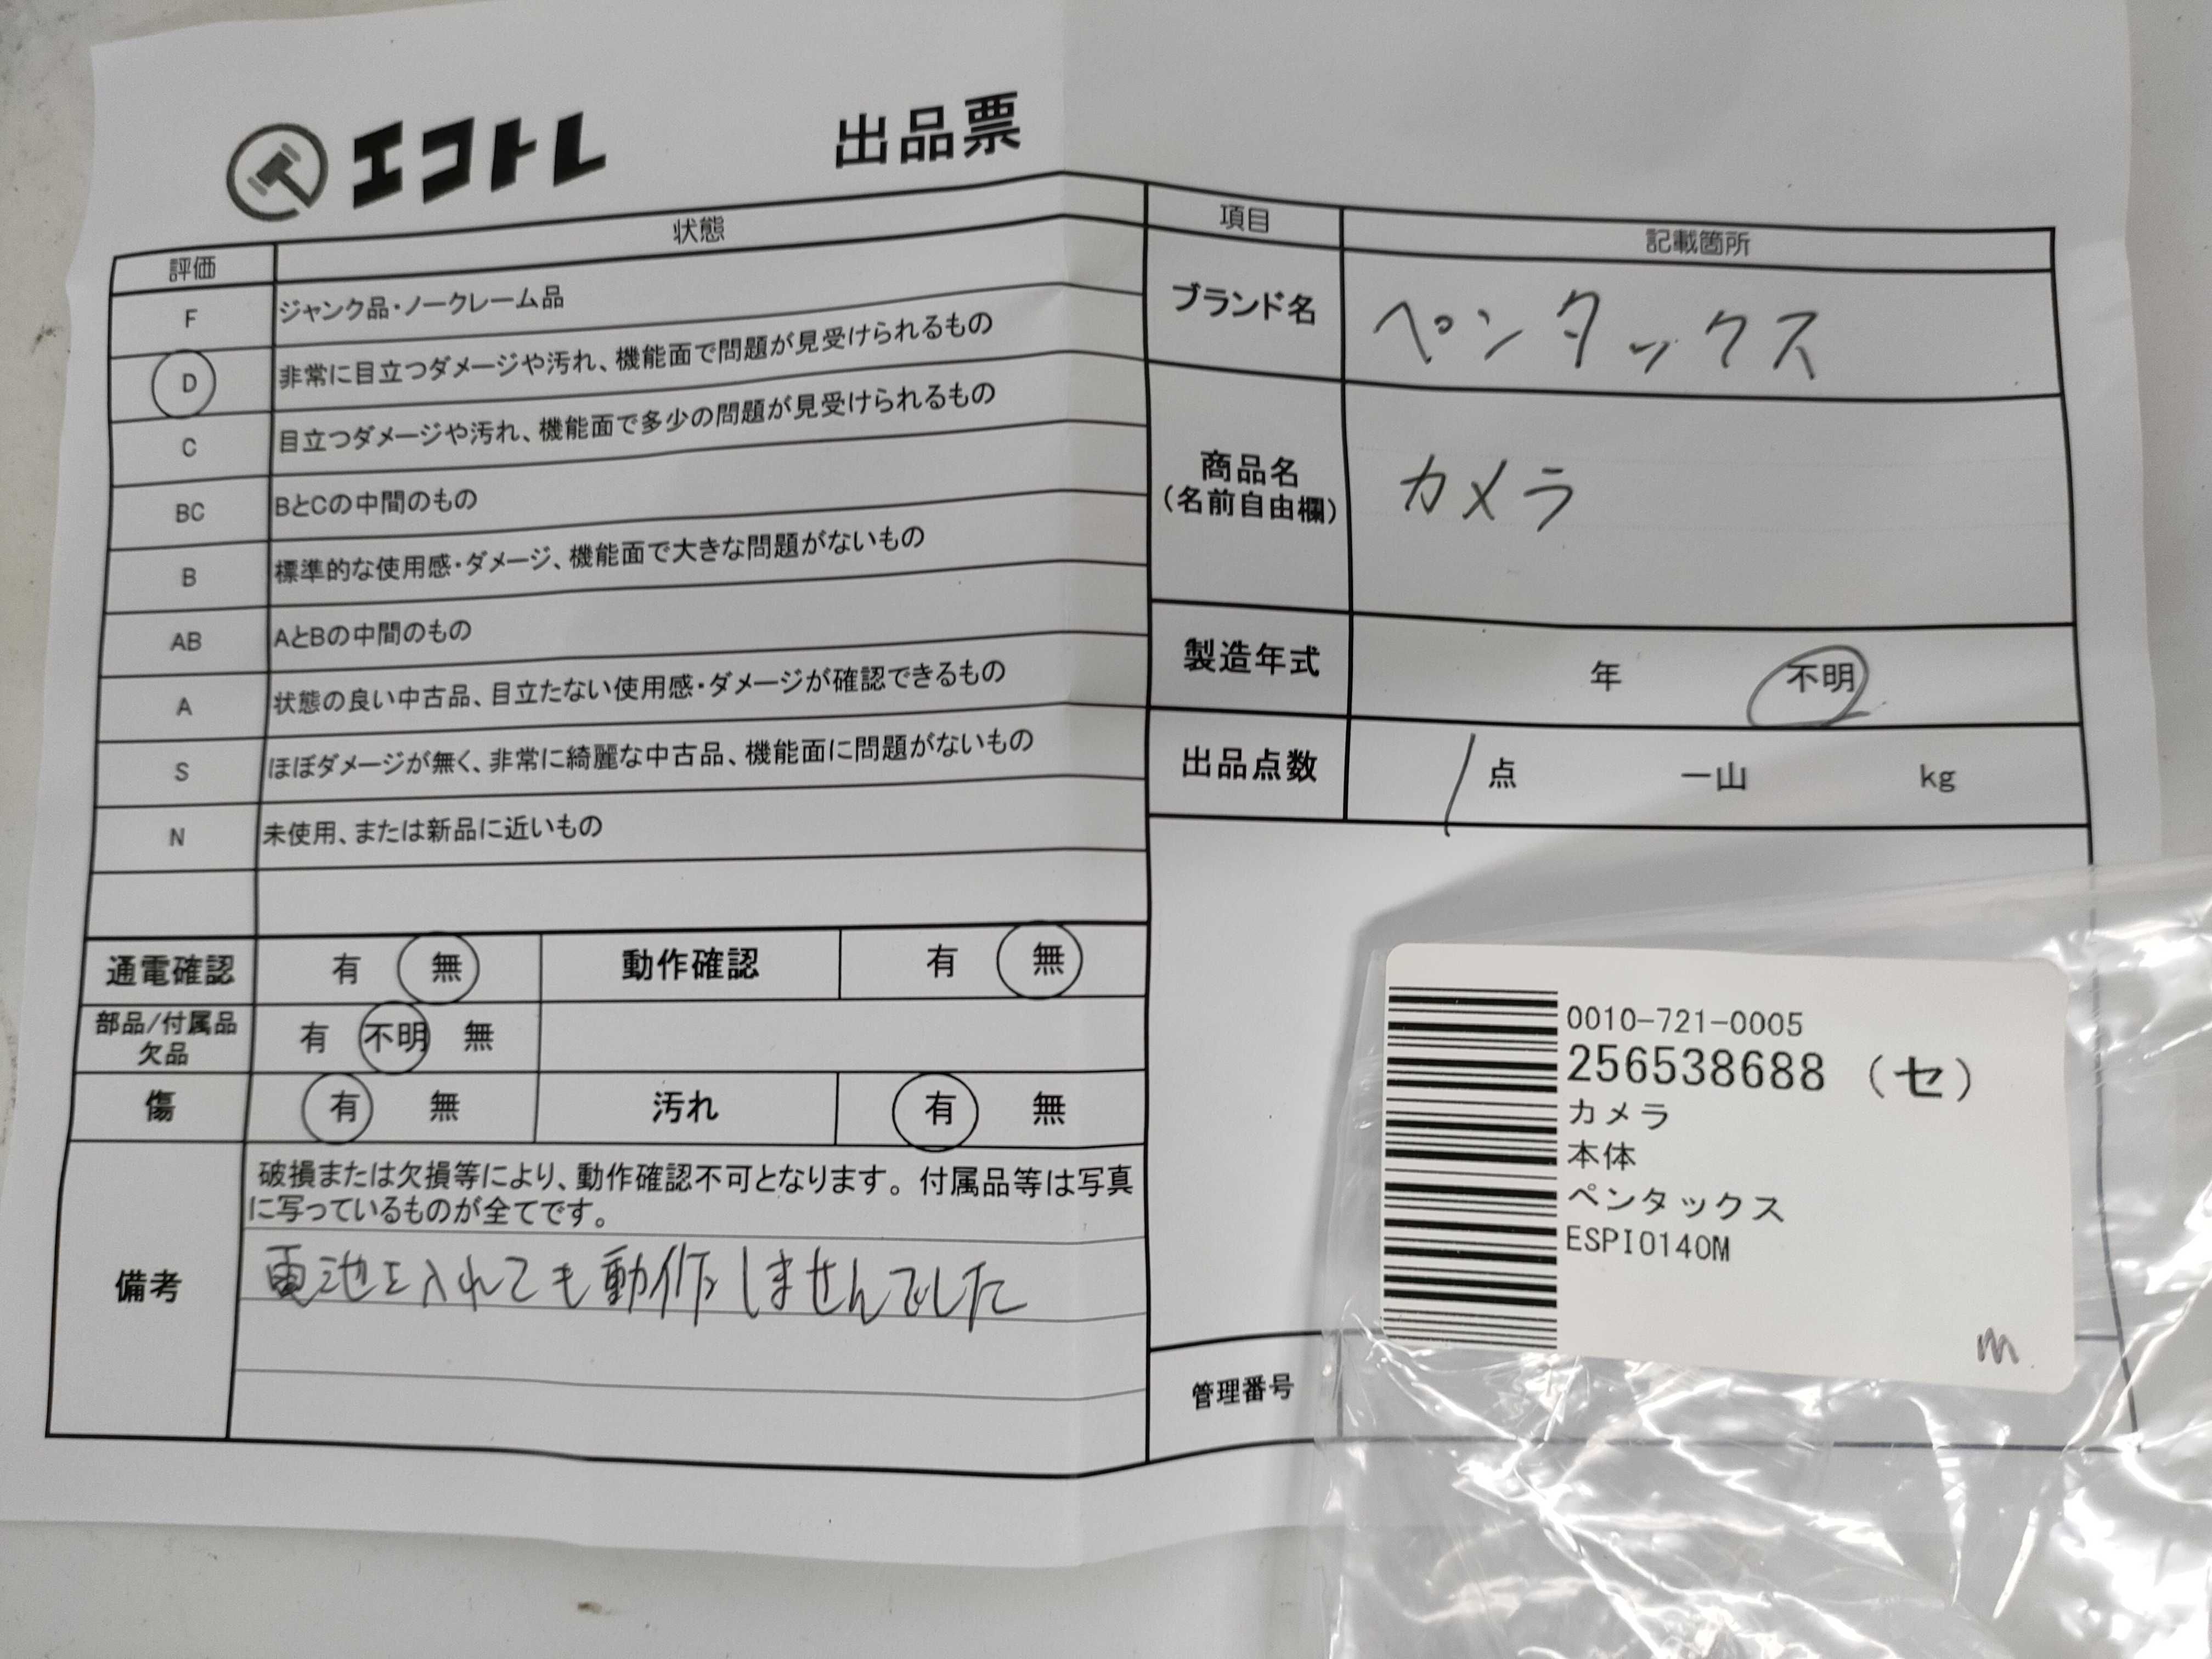 エコトレ 出品票
評価 状態
F ジャンク品・ノークレーム品
D 非常に目立つダメージや汚れ、機能面で問題が見受けられるもの
C 目立つダメージや汚れ、機能面で多少の問題が見受けられるもの
BC BとCの中間のもの
B 標準的な使用感・ダメージ、機能面で大きな問題がないもの
AB AとBの中間のもの
A 状態の良い中古品、目立たない使用感・ダメージが確認できるもの
S ほぼダメージが無く、非常に綺麗な中古品、機能面に問題がないもの
N 未使用、または新品に近いもの
通電確認 有 無 動作確認 有 無
部品/付属品
欠品 有 不明 無
傷 有 無 汚れ 有 無
備考
破損または欠損等により、動作確認不可となります。付属品等は写真
に写っているものが全てです。
電池を入れても動作しませんでした
項目 記載箇所
ブランド名 ペンタックス
商品名
(名前自由欄) カメラ
製造年式 年 不明
出品点数 1点 一山 kg
管理番号
0010-721-0005
256538688 (セ)
カメラ
本体
ペンタックス
ESPIO140M
m